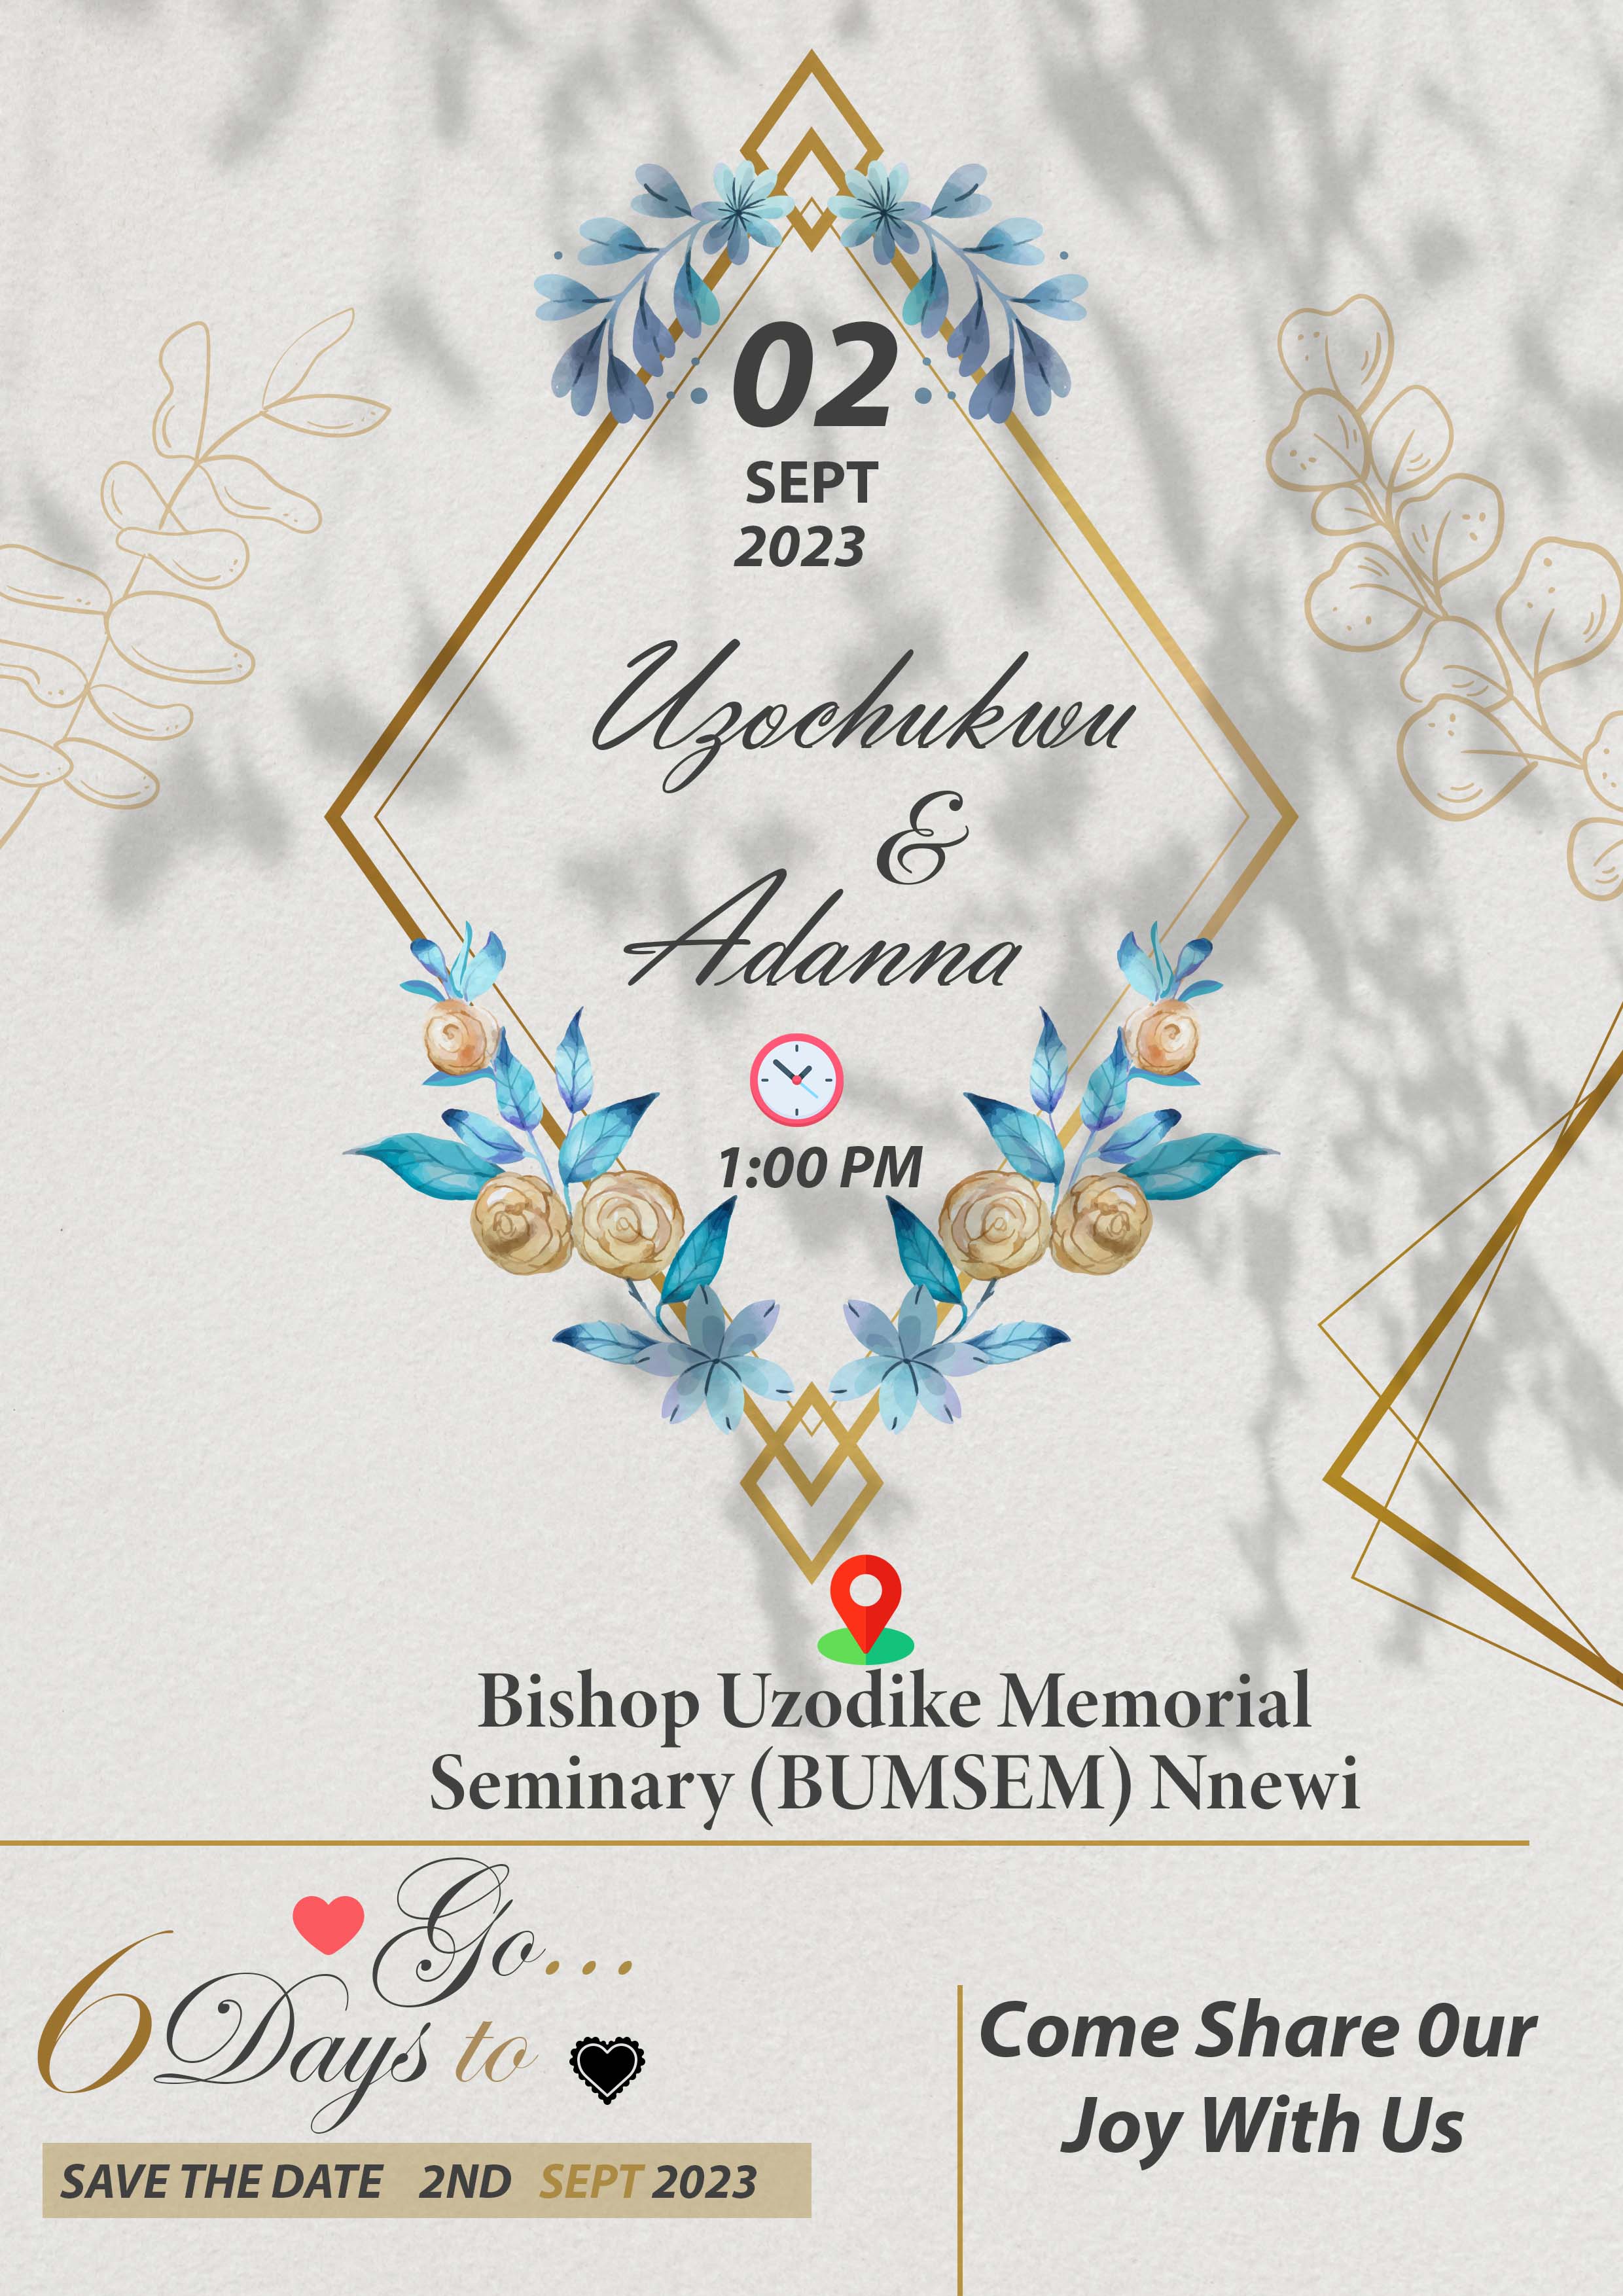 02
SEPT
2023
Uzochukwu
&
Adanna
1:00 PM
Bishop Uzodike Memorial
Seminary (BUMSEM) Nnewi
6 Days to
Go...
SAVE THE DATE 2ND SEPT 2023
Come Share 0ur
Joy With Us